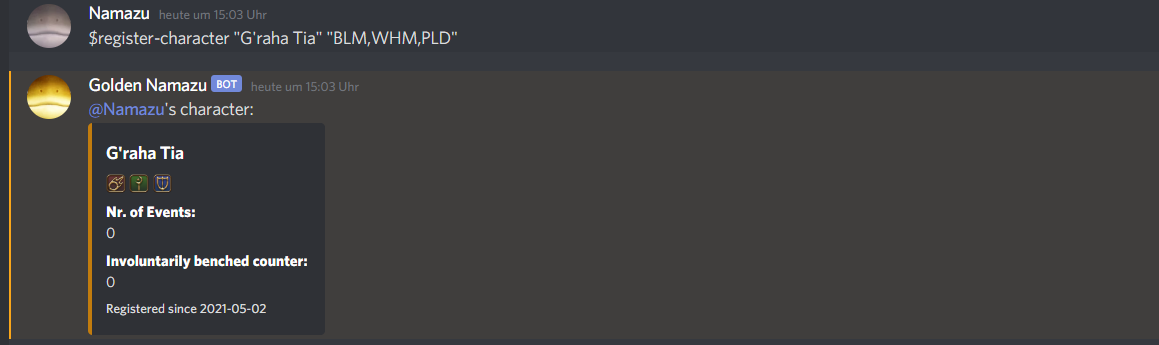 Namazu heute um 15:03 Uhr
$register-character "G'raha Tia" "BLM,WHM,PLD"
Golden Namazu BOT heute um 15:03 Uhr
@Namazu's character:
G'raha Tia
Nr. of Events:
0
Involuntarily benched counter:
0
Registered since 2021-05-02